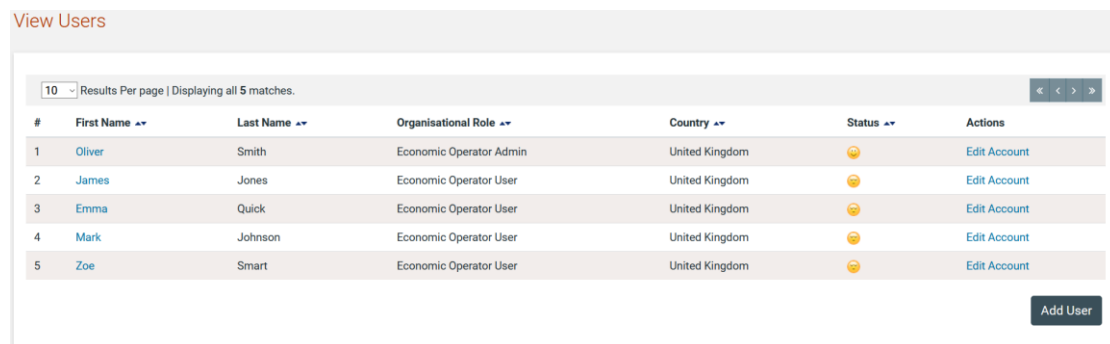 View Users
10 Results Per page | Displaying all 5 matches. « < > »
# First Name Last Name Organisational Role Country Status Actions
1 Oliver Smith Economic Operator Admin United Kingdom Edit Account
2 James Jones Economic Operator User United Kingdom Edit Account
3 Emma Quick Economic Operator User United Kingdom Edit Account
4 Mark Johnson Economic Operator User United Kingdom Edit Account
5 Zoe Smart Economic Operator User United Kingdom Edit Account
Add User